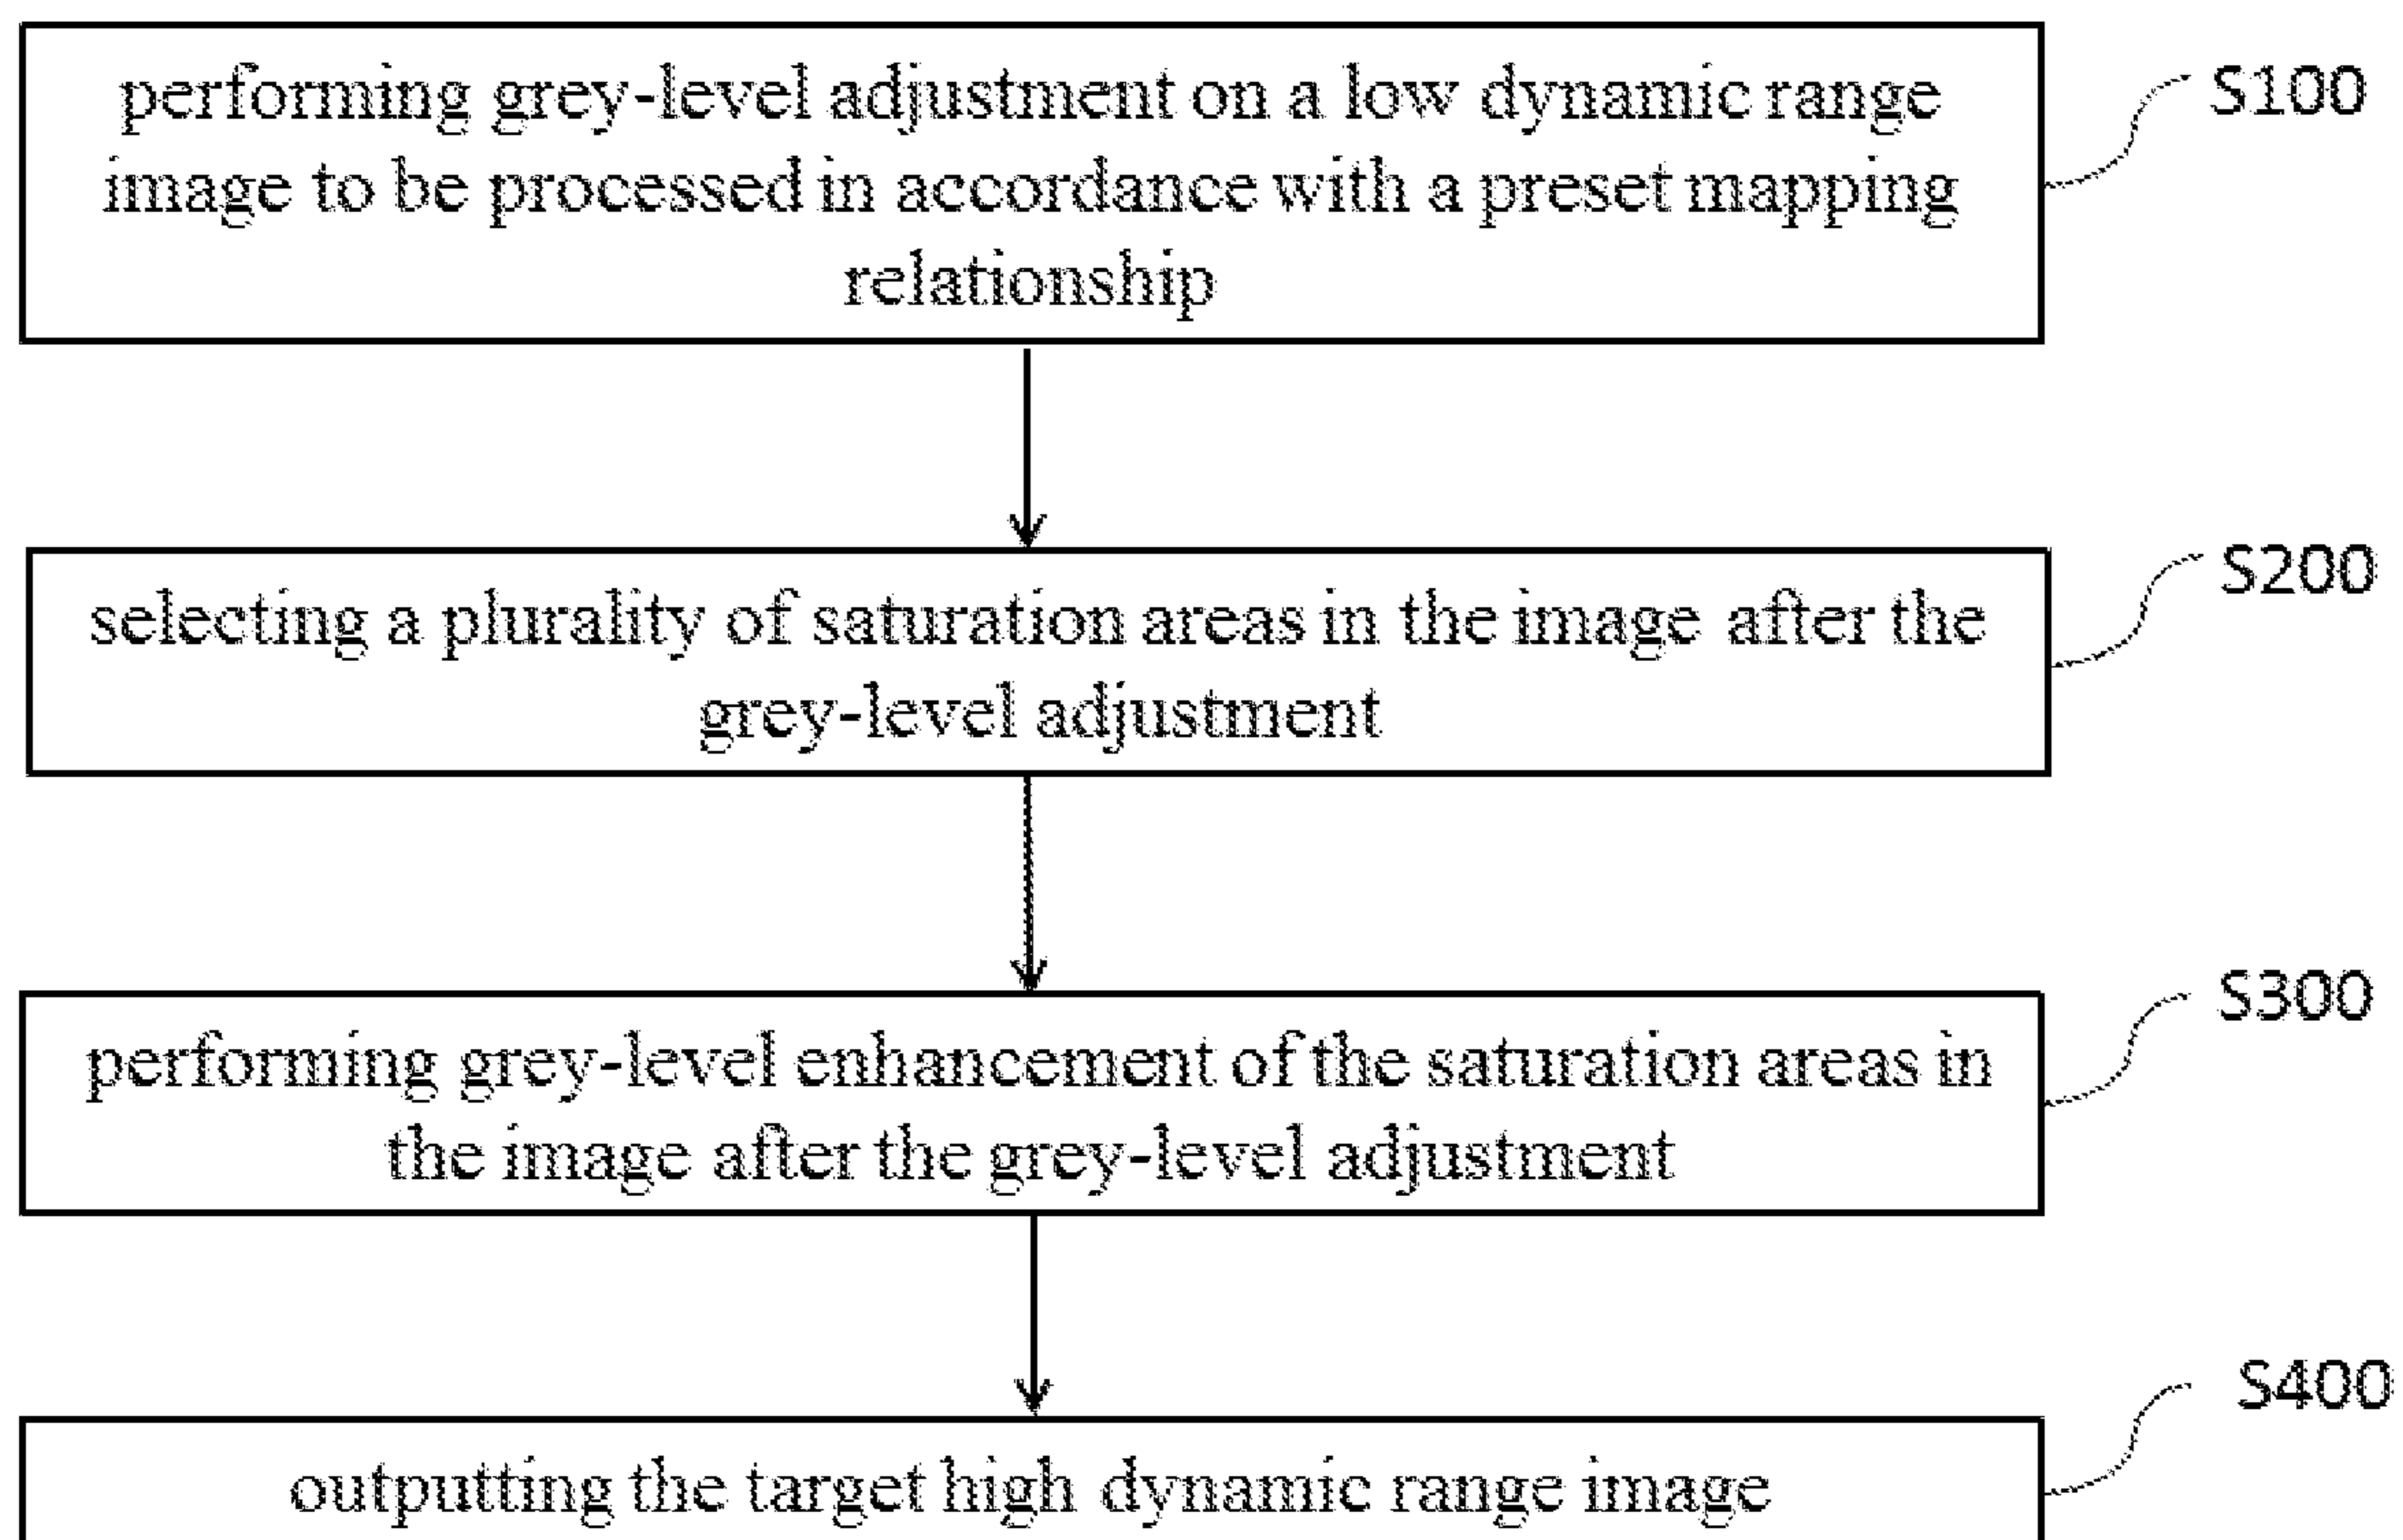 performing grey-level adjustment on a low dynamic range
image to be processed in accordance with a preset mapping
relationship
S100
selecting a plurality of saturation areas in the image after the
grey-level adjustment
S200
performing grey-level enhancement of the saturation areas in
the image after the grey-level adjustment
S300
outputting the target high dynamic range image
S400